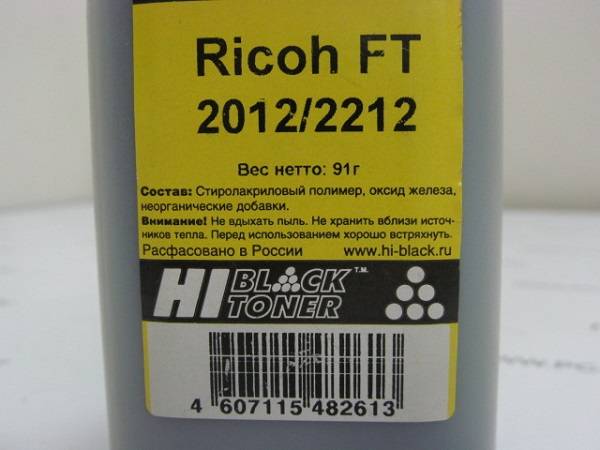 Ricoh FT
2012/2212
Вес нетто: 91г
Состав: Стиролакриловый полимер, оксид железа,
неорганические добавки.
Внимание! Не вдыхать пыль. Не хранить вблизи источ-
ников тепла. Перед использованием хорошо встряхнуть.
Расфасовано в России www.hi-black.ru
HI BLACK TONER T.M.
4 607115 482613